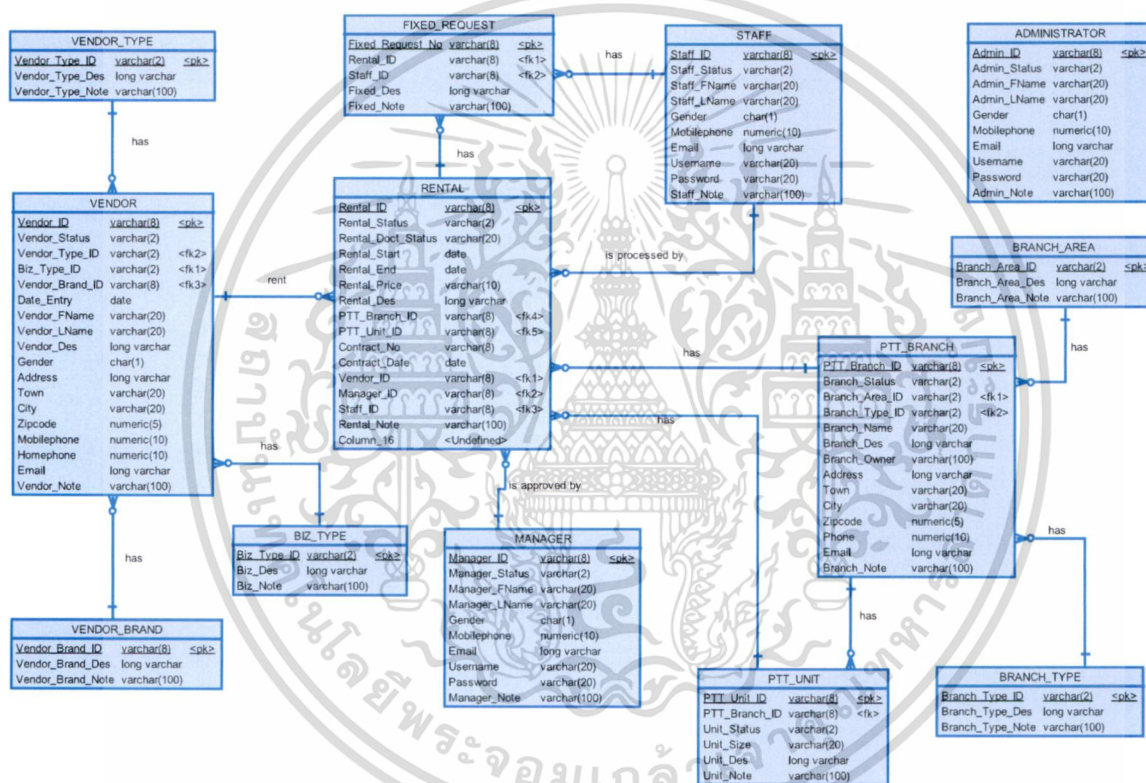 VENDOR_TYPE
Vendor_Type_ID varchar(2) <pk>
Vendor_Type_Des long varchar
Vendor_Type_Note varchar(100)
FIXED_REQUEST
Fixed_Request_No varchar(8) <pk>
Rental_ID varchar(8) <fk1>
Staff_ID varchar(8) <fk2>
Fixed_Des long varchar
Fixed_Note varchar(100)
has
STAFF
Staff_ID varchar(8) <pk>
Staff_Status varchar(2)
Staff_FName varchar(20)
Staff_LName varchar(20)
Gender char(1)
Mobilephone numeric(10)
Email long varchar
Username varchar(20)
Password varchar(20)
Staff_Note varchar(100)
ADMINISTRATOR
Admin_ID varchar(8) <pk>
Admin_Status varchar(2)
Admin_FName varchar(20)
Admin_LName varchar(20)
Gender char(1)
Mobilephone numeric(10)
Email long varchar
Username varchar(20)
Password varchar(20)
Admin_Note varchar(100)
has
has
VENDOR
Vendor_ID varchar(8) <pk>
Vendor_Status varchar(2)
Vendor_Type_ID varchar(2) <fk2>
Biz_Type_ID varchar(2) <fk1>
Vendor_Brand_ID varchar(8) <fk3>
Date_Entry date
Vendor_FName varchar(20)
Vendor_LName varchar(20)
Vendor_Des long varchar
Gender char(1)
Address long varchar
Town varchar(20)
City varchar(20)
Zipcode numeric(5)
Mobilephone numeric(10)
Homephone numeric(10)
Email long varchar
Vendor_Note varchar(100)
rent
RENTAL
Rental_ID varchar(8) <pk>
Rental_Status varchar(2)
Rental_Doct_Status varchar(20)
Rental_Start date
Rental_End date
Rental_Price varchar(10)
Rental_Des long varchar
PTT_Branch_ID varchar(8) <fk4>
PTT_Unit_ID varchar(8) <fk5>
Contract_No varchar(8)
Contract_Date date
Vendor_ID varchar(8) <fk1>
Manager_ID varchar(8) <fk2>
Staff_ID varchar(8) <fk3>
Rental_Note varchar(100)
Column_16 <Undefined>
is processed by
BRANCH_AREA
Branch_Area_ID varchar(2) <pk>
Branch_Area_Des long varchar
Branch_Area_Note varchar(100)
has
has
PTT_BRANCH
PTT_Branch_ID varchar(8) <pk>
Branch_Status varchar(2)
Branch_Area_ID varchar(2) <fk1>
Branch_Type_ID varchar(2) <fk2>
Branch_Name varchar(20)
Branch_Des long varchar
Branch_Owner varchar(100)
Address long varchar
Town varchar(20)
City varchar(20)
Zipcode numeric(5)
Phone numeric(10)
Email long varchar
Branch_Note varchar(100)
has
has
is approved by
BIZ_TYPE
Biz_Type_ID varchar(2) <pk>
Biz_Des long varchar
Biz_Note varchar(100)
MANAGER
Manager_ID varchar(8) <pk>
Manager_Status varchar(2)
Manager_FName varchar(20)
Manager_LName varchar(20)
Gender char(1)
Mobilephone numeric(10)
Email long varchar
Username varchar(20)
Password varchar(20)
Manager_Note varchar(100)
has
has
has
VENDOR_BRAND
Vendor_Brand_ID varchar(8) <pk>
Vendor_Brand_Des long varchar
Vendor_Brand_Note varchar(100)
PTT_UNIT
PTT_Unit_ID varchar(8) <pk>
PTT_Branch_ID varchar(8) <fk>
Unit_Status varchar(2)
Unit_Size varchar(20)
Unit_Des long varchar
Unit_Note varchar(100)
BRANCH_TYPE
Branch_Type_ID varchar(2) <pk>
Branch_Type_Des long varchar
Branch_Type_Note varchar(100)